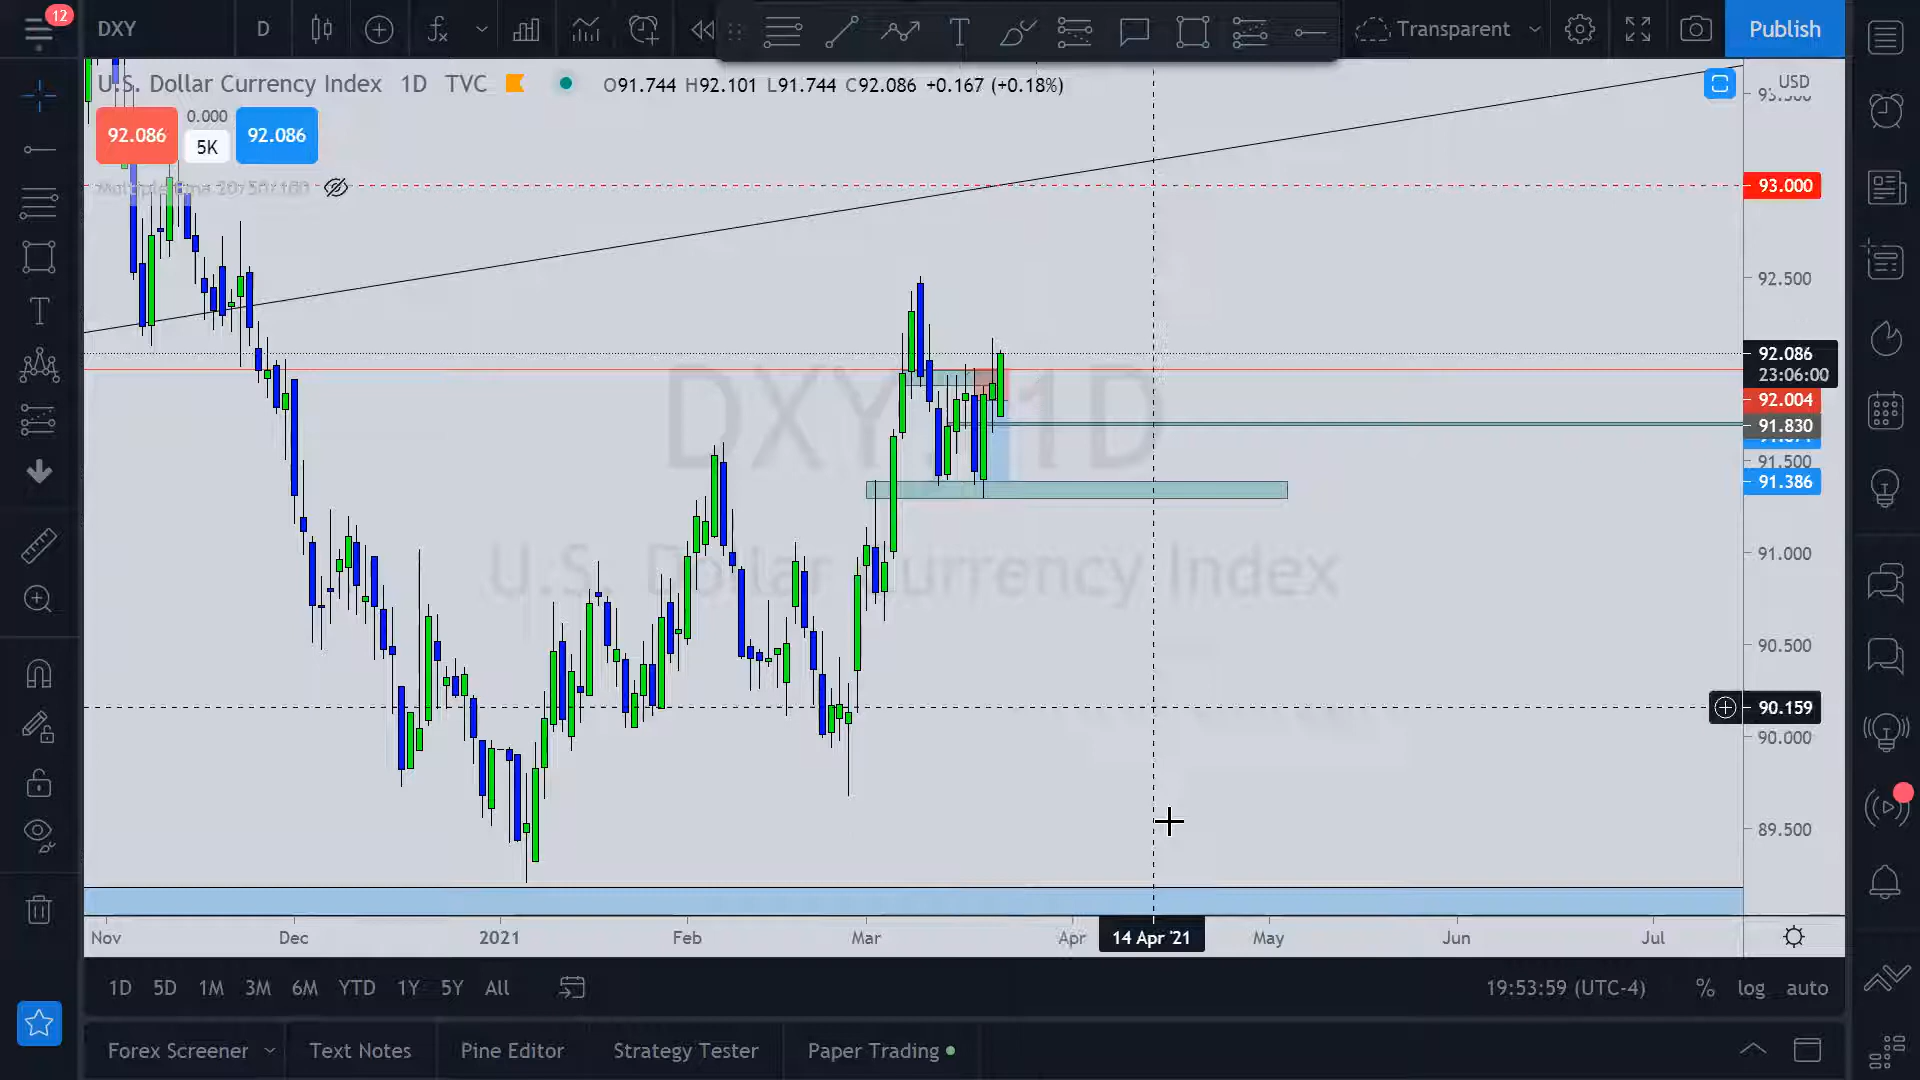 12
DXY
D
Transparent
Publish
U.S. Dollar Currency Index 1D TVC O91.744 H92.101 L91.744 C92.086 +0.167 (+0.18%)
USD
92.086
0.000
5K
92.086
93.000
92.500
92.086
23:06:00
92.004
91.830
91.500
91.386
91.000
90.500
90.159
90.000
89.500
DXY, 1D
U.S. Dollar Currency Index
Nov Dec 2021 Feb Mar Apr 14 Apr '21 May Jun Jul
1D 5D 1M 3M 6M YTD 1Y 5Y All
19:53:59 (UTC-4) % log auto
Forex Screener Text Notes Pine Editor Strategy Tester Paper Trading